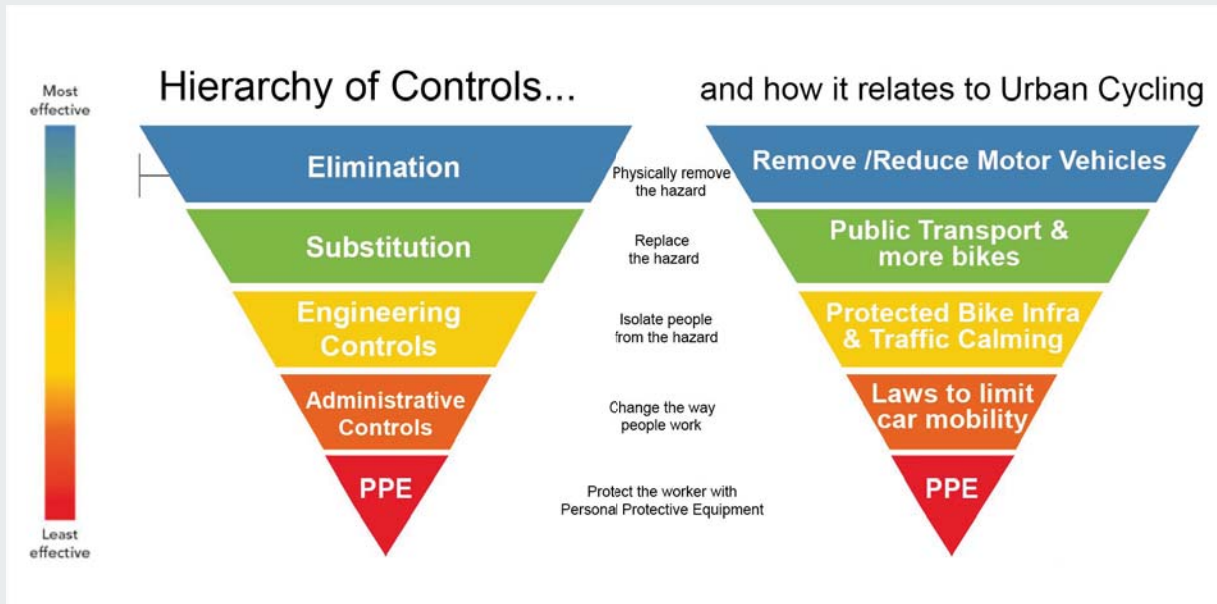 Hierarchy of Controls...
and how it relates to Urban Cycling
Most
effective
Least
effective
Elimination
Substitution
Engineering
Controls
Administrative
Controls
PPE
Physically remove
the hazard
Replace
the hazard
Isolate people
from the hazard
Change the way
people work
Protect the worker with
Personal Protective Equipment
Remove /Reduce Motor Vehicles
Public Transport &
more bikes
Protected Bike Infra
& Traffic Calming
Laws to limit
car mobility
PPE